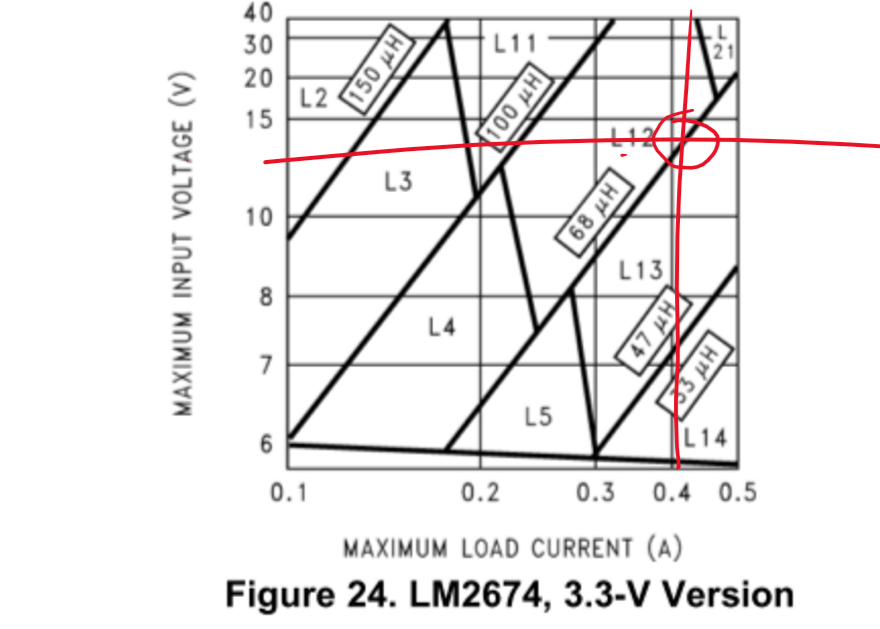 40
30
20
15
10
8
7
6
MAXIMUM INPUT VOLTAGE (V)
L2
150 μH
L11
L
21
100 μH
L12
L3
68 μH
L13
L4
47 μH
33 μH
L5
L14
0.1 0.2 0.3 0.4 0.5
MAXIMUM LOAD CURRENT (A)
Figure 24. LM2674, 3.3-V Version